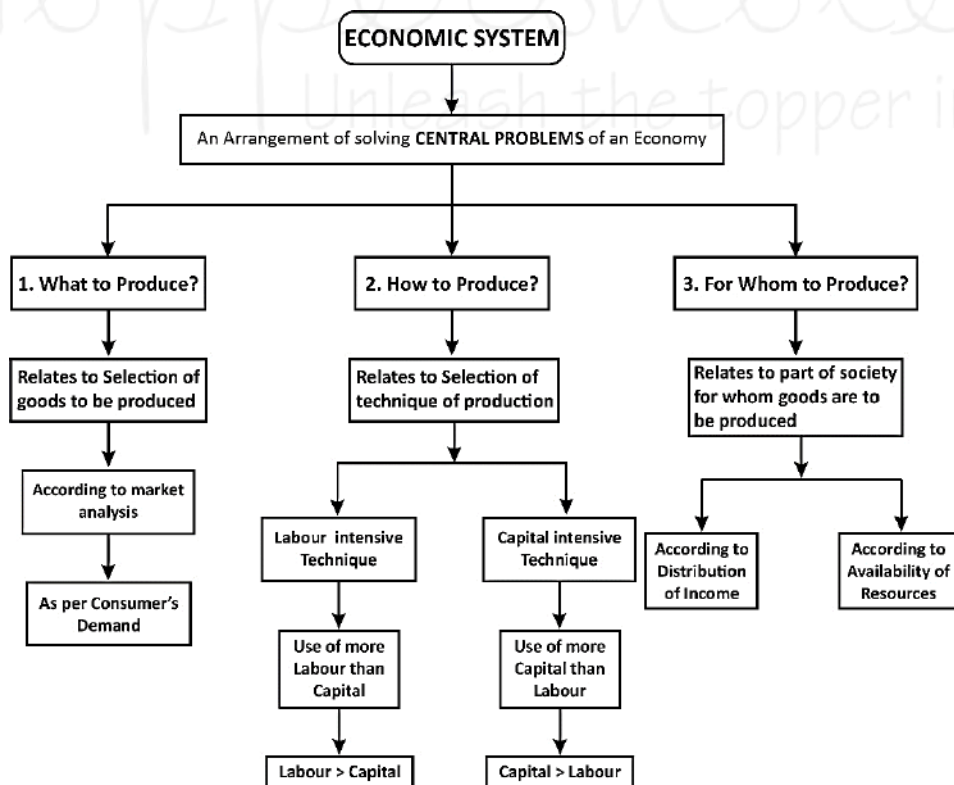 Unleash the topper in
ECONOMIC SYSTEM
An Arrangement of solving CENTRAL PROBLEMS of an Economy
1. What to Produce?
Relates to Selection of
goods to be produced
According to market
analysis
As per Consumer's
Demand
2. How to Produce?
Relates to Selection of
technique of production
Labour intensive
Technique
Use of more
Labour than
Capital
Labour > Capital
Capital intensive
Technique
Use of more
Capital than
Labour
Capital > Labour
3. For Whom to Produce?
Relates to part of society
for whom goods are to
be produced
According to
Distribution
of Income
According to
Availability of
Resources